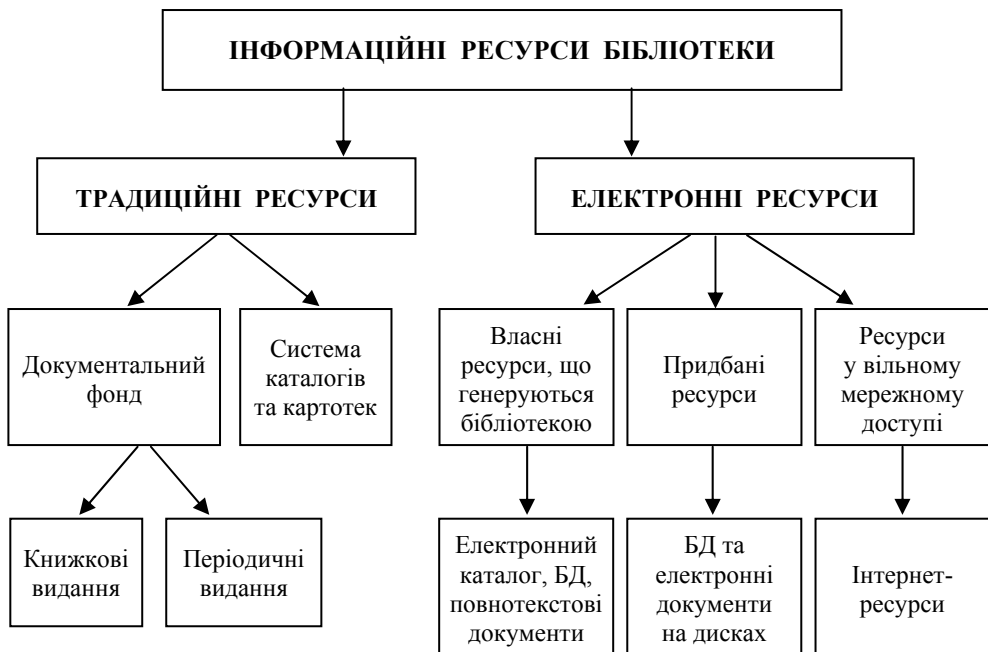 ІНФОРМАЦІЙНІ РЕСУРСИ БІБЛІОТЕКИ
ТРАДИЦІЙНІ РЕСУРСИ
ЕЛЕКТРОННІ РЕСУРСИ
Документальний
фонд
Система
каталогів
та картотек
Власні
ресурси, що
генеруються
бібліотекою
Придбані
ресурси
Ресурси
у вільному
мережному
доступі
Книжкові
видання
Періодичні
видання
Електронний
каталог, БД,
повнотекстові
документи
БД та
електронні
документи
на дисках
Інтернет-
ресурси